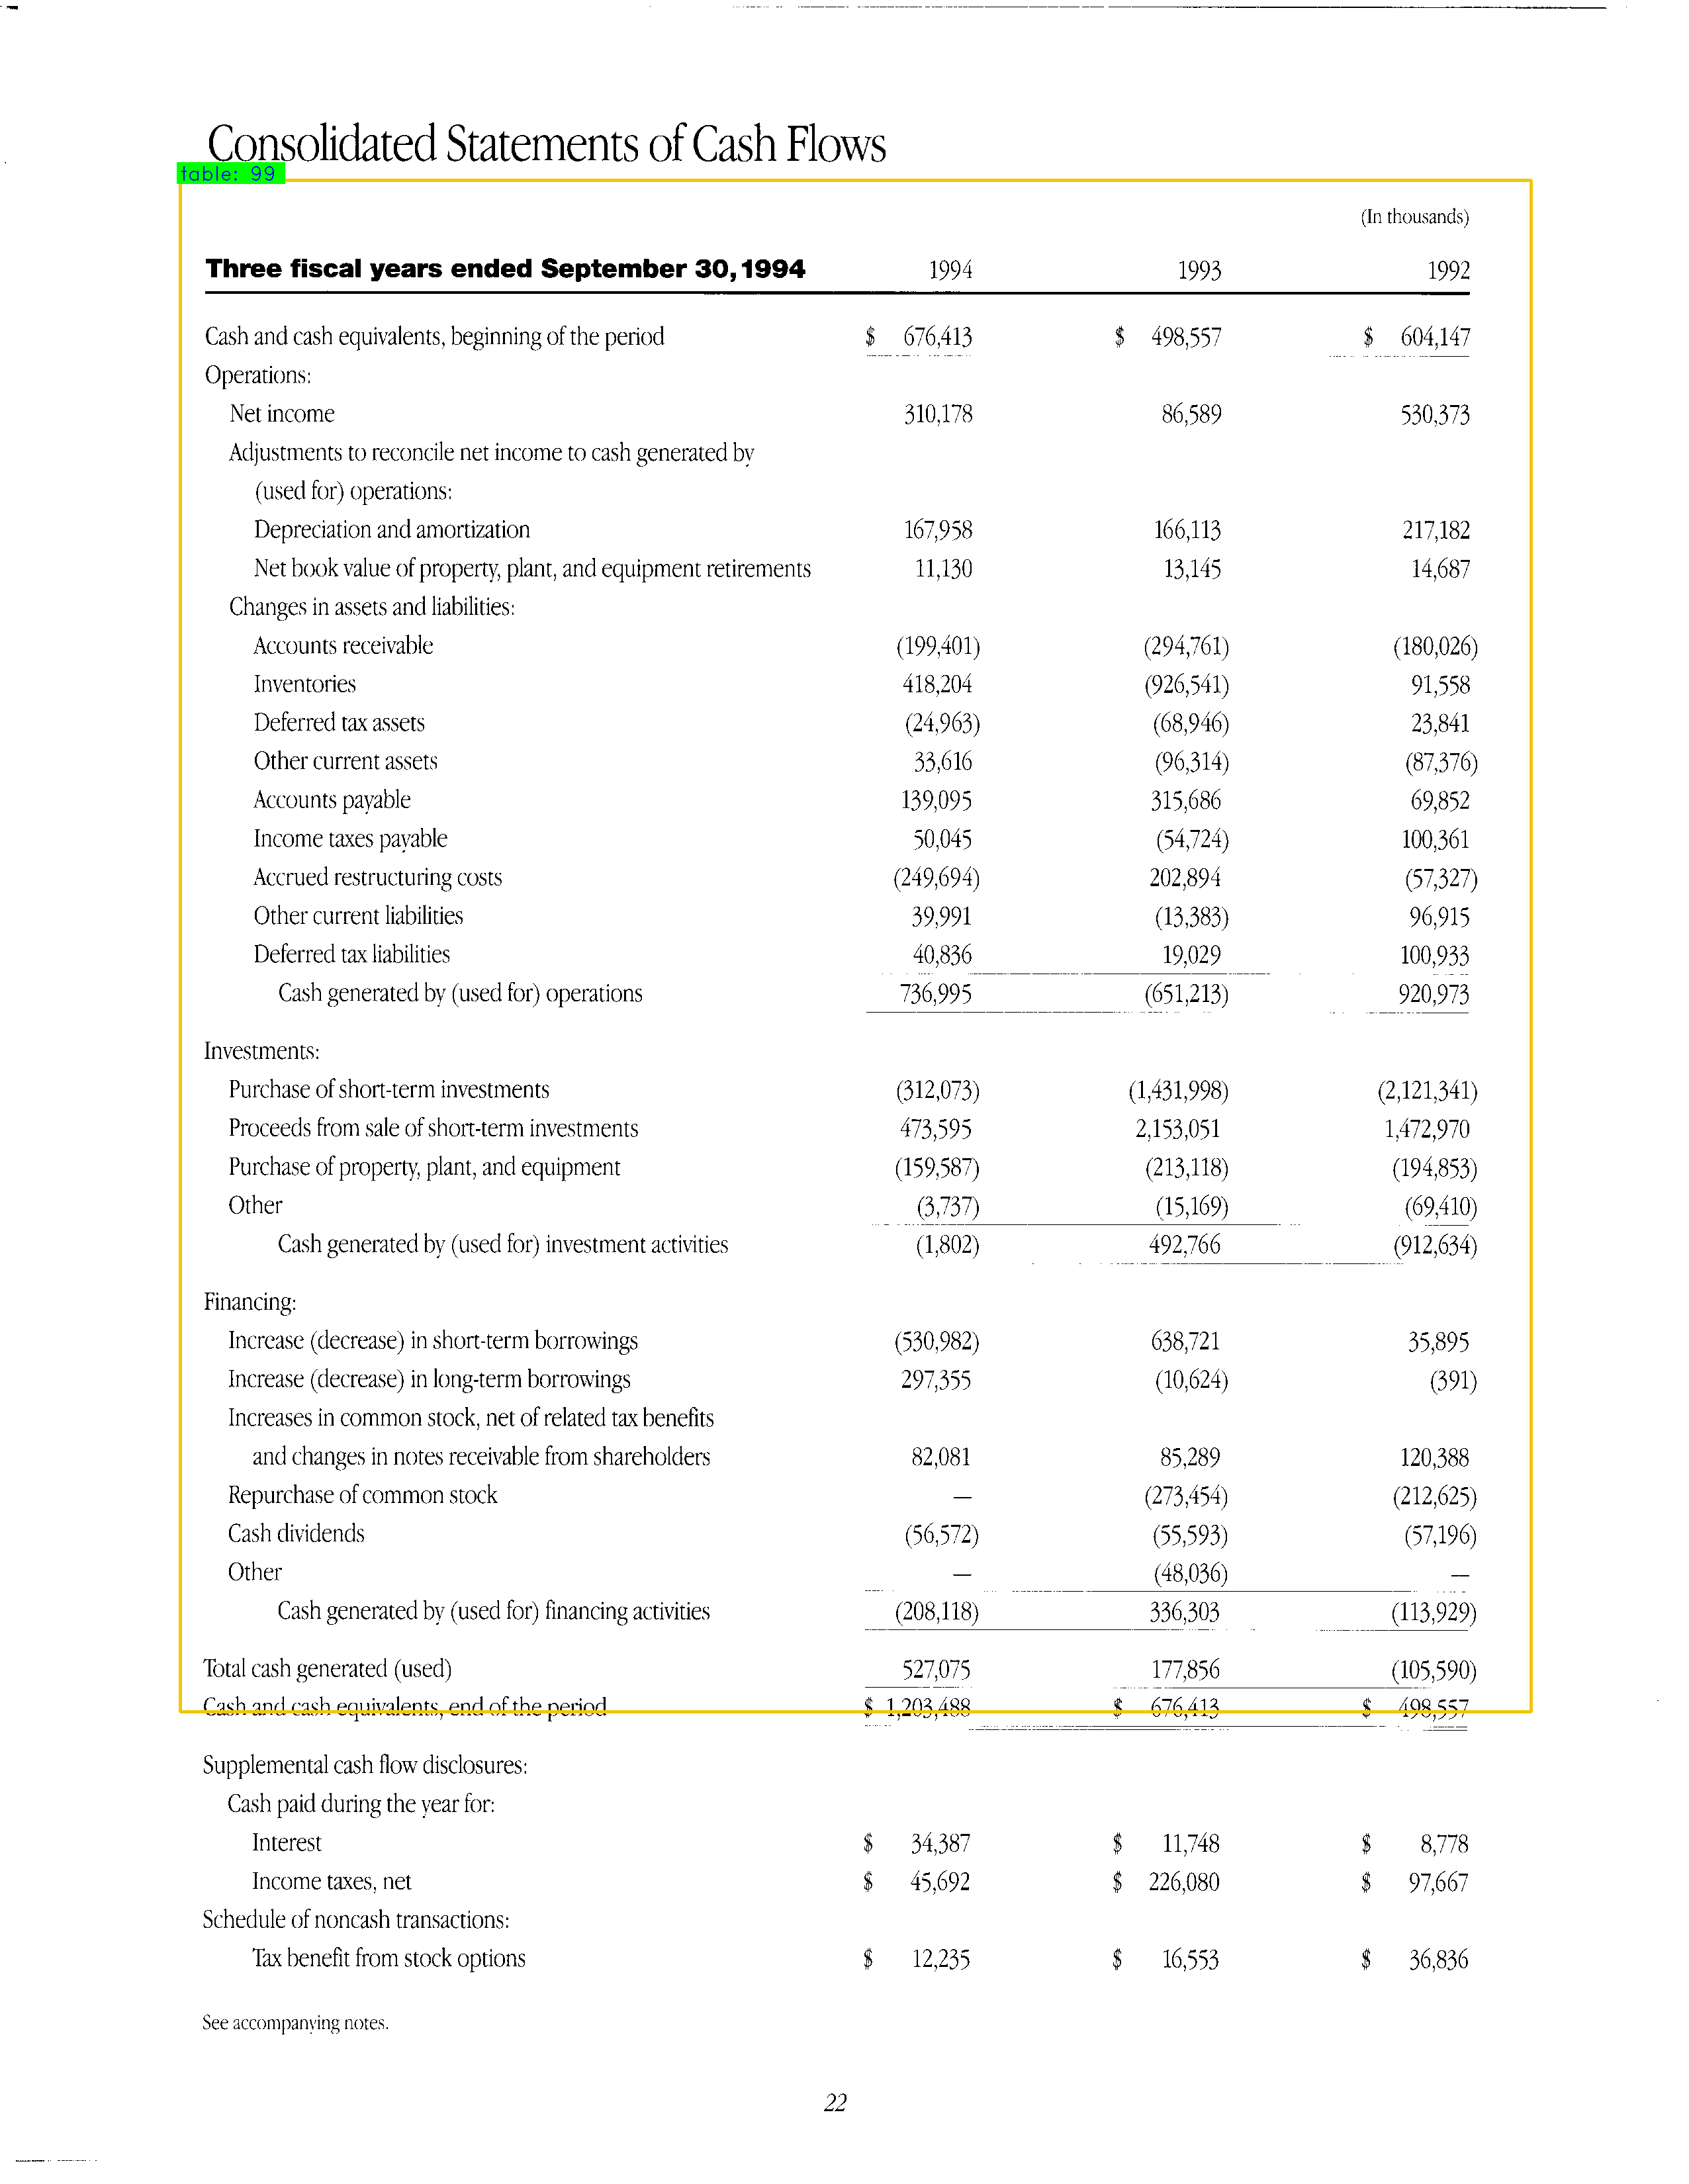 Consolidated Statements of Cash Flows
table: 99
(In thousands)
Three fiscal years ended September 30, 1994 1994 1993 1992
Cash and cash equivalents, beginning of the period $ 676,413 $ 498,557 $ 604,147
Operations:
Net income 310,178 86,589 530,373
Adjustments to reconcile net income to cash generated by
(used for) operations:
Depreciation and amortization 167,958 166,113 217,182
Net book value of property, plant, and equipment retirements 11,130 13,145 14,687
Changes in assets and liabilities:
Accounts receivable (199,401) (294,761) (180,026)
Inventories 418,204 (926,541) 91,558
Deferred tax assets (24,963) (68,946) 23,841
Other current assets 33,616 (96,314) (87,376)
Accounts payable 139,095 315,686 69,852
Income taxes payable 50,045 (54,724) 100,361
Accrued restructuring costs (249,694) 202,894 (57,327)
Other current liabilities 39,991 (13,383) 96,915
Deferred tax liabilities 40,836 19,029 100,933
Cash generated by (used for) operations 736,995 (651,213) 920,973
Investments:
Purchase of short-term investments (312,073) (1,431,998) (2,121,341)
Proceeds from sale of short-term investments 473,595 2,153,051 1,472,970
Purchase of property, plant, and equipment (159,587) (213,118) (194,853)
Other (3,737) (15,169) (69,410)
Cash generated by (used for) investment activities (1,802) 492,766 (912,634)
Financing:
Increase (decrease) in short-term borrowings (530,982) 638,721 35,895
Increase (decrease) in long-term borrowings 297,355 (10,624) (391)
Increases in common stock, net of related tax benefits
and changes in notes receivable from shareholders 82,081 85,289 120,388
Repurchase of common stock — (273,454) (212,625)
Cash dividends (56,572) (55,593) (57,196)
Other — (48,036) —
Cash generated by (used for) financing activities (208,118) 336,303 (113,929)
Total cash generated (used) 527,075 177,856 (105,590)
Cash and cash equivalents, end of the period $ 1,203,488 $ 676,413 $ 498,557
Supplemental cash flow disclosures:
Cash paid during the year for:
Interest $ 34,387 $ 11,748 $ 8,778
Income taxes, net $ 45,692 $ 226,080 $ 97,667
Schedule of noncash transactions:
Tax benefit from stock options $ 12,235 $ 16,553 $ 36,836
See accompanying notes.
22